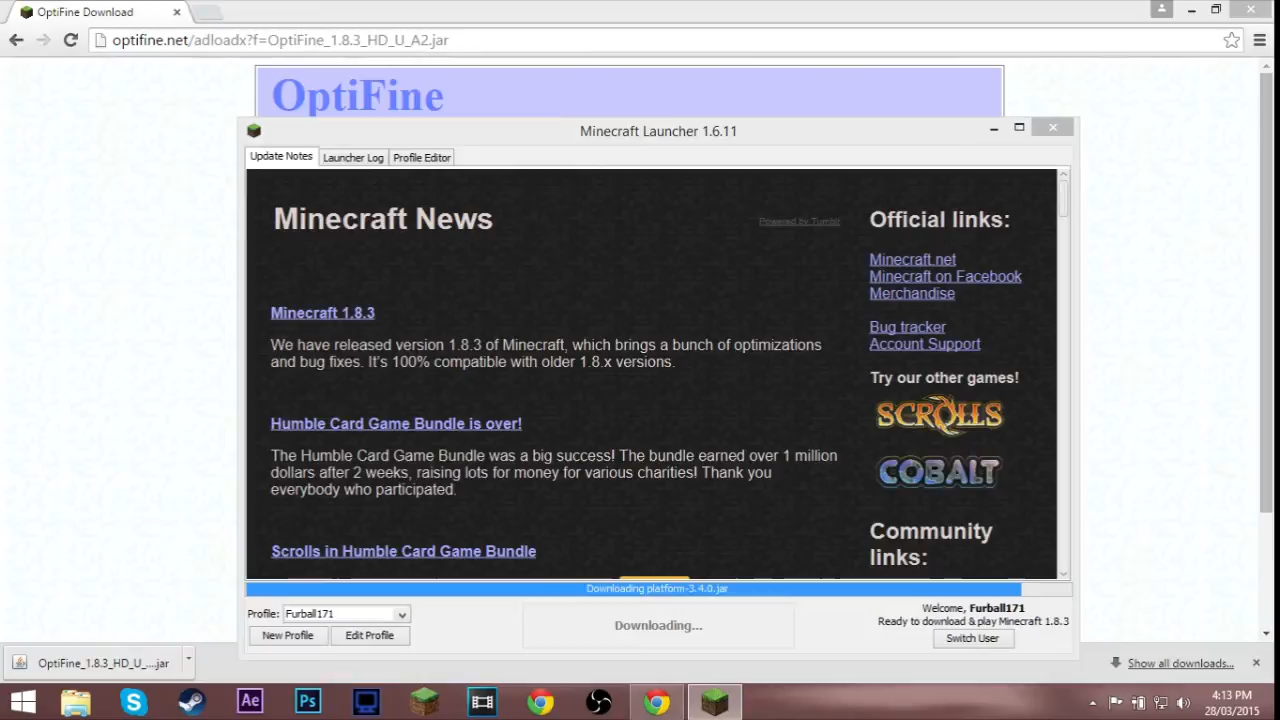 OptiFine Download
optifine.net/adloadx?f=OptiFine_1.8.3_HD_U_A2.jar
OptiFine
Minecraft Launcher 1.6.11
Update Notes
Launcher Log
Profile Editor
Minecraft News
Powered by Tumblr
Minecraft 1.8.3
We have released version 1.8.3 of Minecraft, which brings a bunch of optimizations
and bug fixes. It's 100% compatible with older 1.8.x versions.
Humble Card Game Bundle is over!
The Humble Card Game Bundle was a big success! The bundle earned over 1 million
dollars after 2 weeks, raising lots for money for various charities! Thank you
everybody who participated.
Scrolls in Humble Card Game Bundle
Official links:
Minecraft.net
Minecraft on Facebook
Merchandise
Bug tracker
Account Support
Try our other games!
SCROLLS
COBALT
Community
links:
Downloading platform-3.4.0.jar
Profile: Furball171
New Profile
Edit Profile
Downloading...
Welcome, Furball171
Ready to download & play Minecraft 1.8.3
Switch User
OptiFine_1.8.3_HD_U_....jar
Show all downloads...
Ae
Ps
4:13 PM
28/03/2015